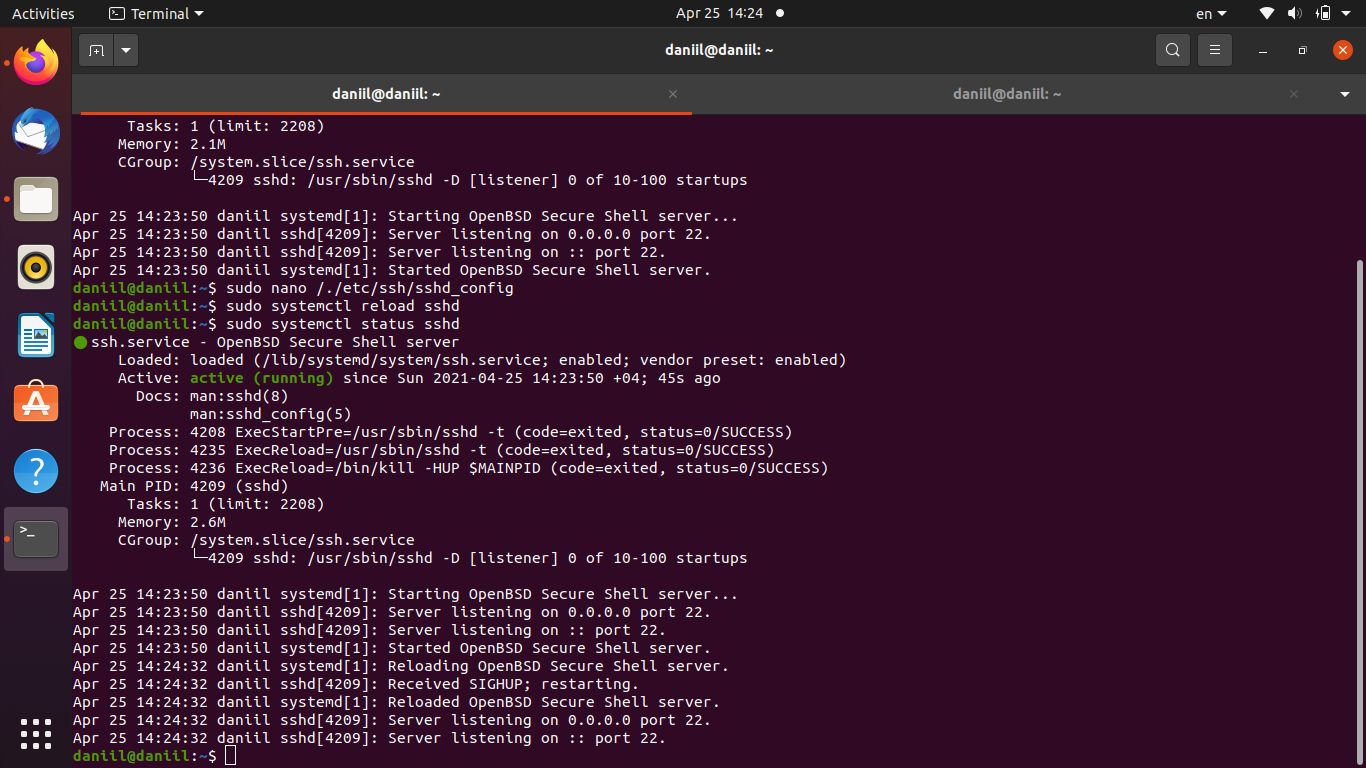 Activities
Terminal
Apr 25 14:24
en
daniil@daniil: ~
daniil@daniil: ~
daniil@daniil: ~
Tasks: 1 (limit: 2208)
Memory: 2.1M
CGroup: /system.slice/ssh.service
└─4209 sshd: /usr/sbin/sshd -D [listener] 0 of 10-100 startups
Apr 25 14:23:50 daniil systemd[1]: Starting OpenBSD Secure Shell server...
Apr 25 14:23:50 daniil sshd[4209]: Server listening on 0.0.0.0 port 22.
Apr 25 14:23:50 daniil sshd[4209]: Server listening on :: port 22.
Apr 25 14:23:50 daniil systemd[1]: Started OpenBSD Secure Shell server.
daniil@daniil:~$ sudo nano /./etc/ssh/sshd_config
daniil@daniil:~$ sudo systemctl reload sshd
daniil@daniil:~$ sudo systemctl status sshd
● ssh.service - OpenBSD Secure Shell server
Loaded: loaded (/lib/systemd/system/ssh.service; enabled; vendor preset: enabled)
Active: active (running) since Sun 2021-04-25 14:23:50 +04; 45s ago
Docs: man:sshd(8)
man:sshd_config(5)
Process: 4208 ExecStartPre=/usr/sbin/sshd -t (code=exited, status=0/SUCCESS)
Process: 4235 ExecReload=/usr/sbin/sshd -t (code=exited, status=0/SUCCESS)
Process: 4236 ExecReload=/bin/kill -HUP $MAINPID (code=exited, status=0/SUCCESS)
Main PID: 4209 (sshd)
Tasks: 1 (limit: 2208)
Memory: 2.6M
CGroup: /system.slice/ssh.service
└─4209 sshd: /usr/sbin/sshd -D [listener] 0 of 10-100 startups
Apr 25 14:23:50 daniil systemd[1]: Starting OpenBSD Secure Shell server...
Apr 25 14:23:50 daniil sshd[4209]: Server listening on 0.0.0.0 port 22.
Apr 25 14:23:50 daniil sshd[4209]: Server listening on :: port 22.
Apr 25 14:23:50 daniil systemd[1]: Started OpenBSD Secure Shell server.
Apr 25 14:24:32 daniil systemd[1]: Reloading OpenBSD Secure Shell server.
Apr 25 14:24:32 daniil sshd[4209]: Received SIGHUP; restarting.
Apr 25 14:24:32 daniil systemd[1]: Reloaded OpenBSD Secure Shell server.
Apr 25 14:24:32 daniil sshd[4209]: Server listening on 0.0.0.0 port 22.
Apr 25 14:24:32 daniil sshd[4209]: Server listening on :: port 22.
daniil@daniil:~$